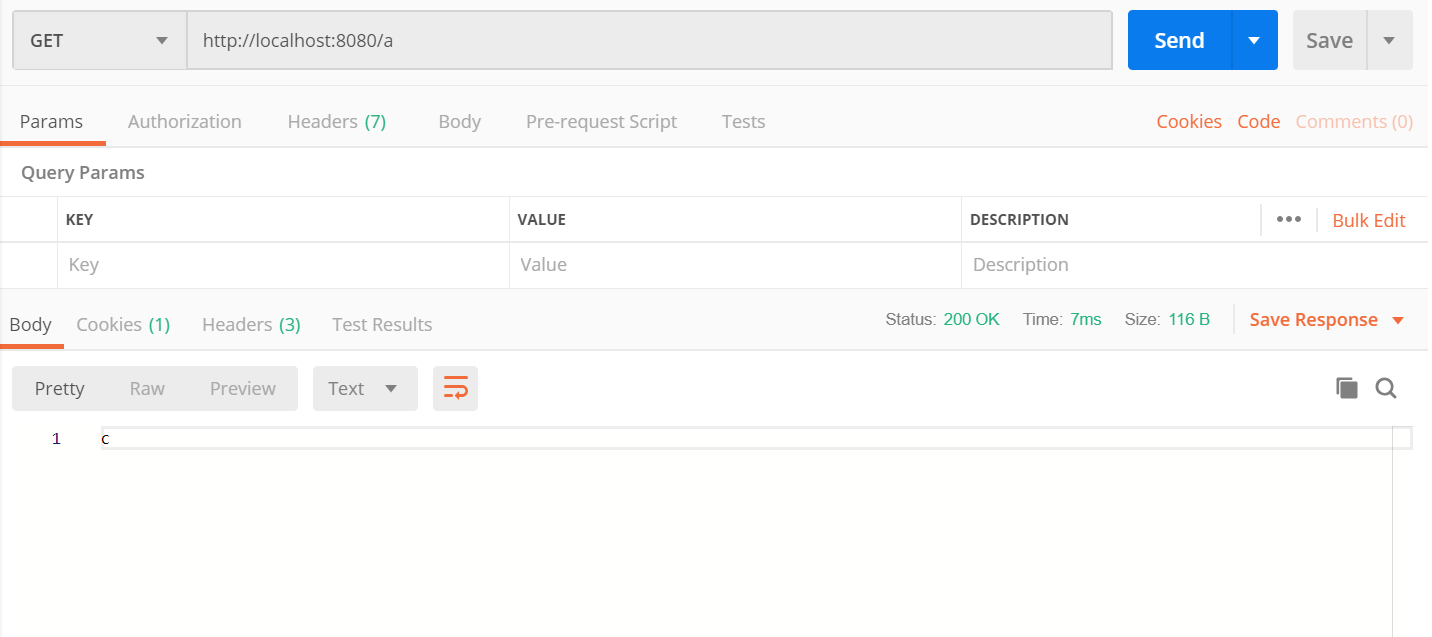 GET http://localhost:8080/a Send Save
Params Authorization Headers (7) Body Pre-request Script Tests Cookies Code Comments (0)
Query Params
KEY VALUE DESCRIPTION ••• Bulk Edit
Key Value Description
Body Cookies (1) Headers (3) Test Results Status: 200 OK Time: 7ms Size: 116 B Save Response
Pretty Raw Preview Text
1 c